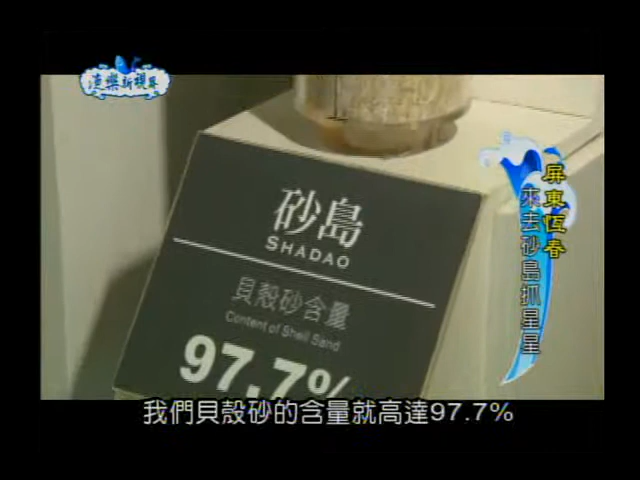 漁樂新視界
砂島
SHADAO
貝殼砂含量
Content of Shell Sand
97.7%
屏東恆春
來去砂島抓星星
我們貝殼砂的含量就高達97.7%